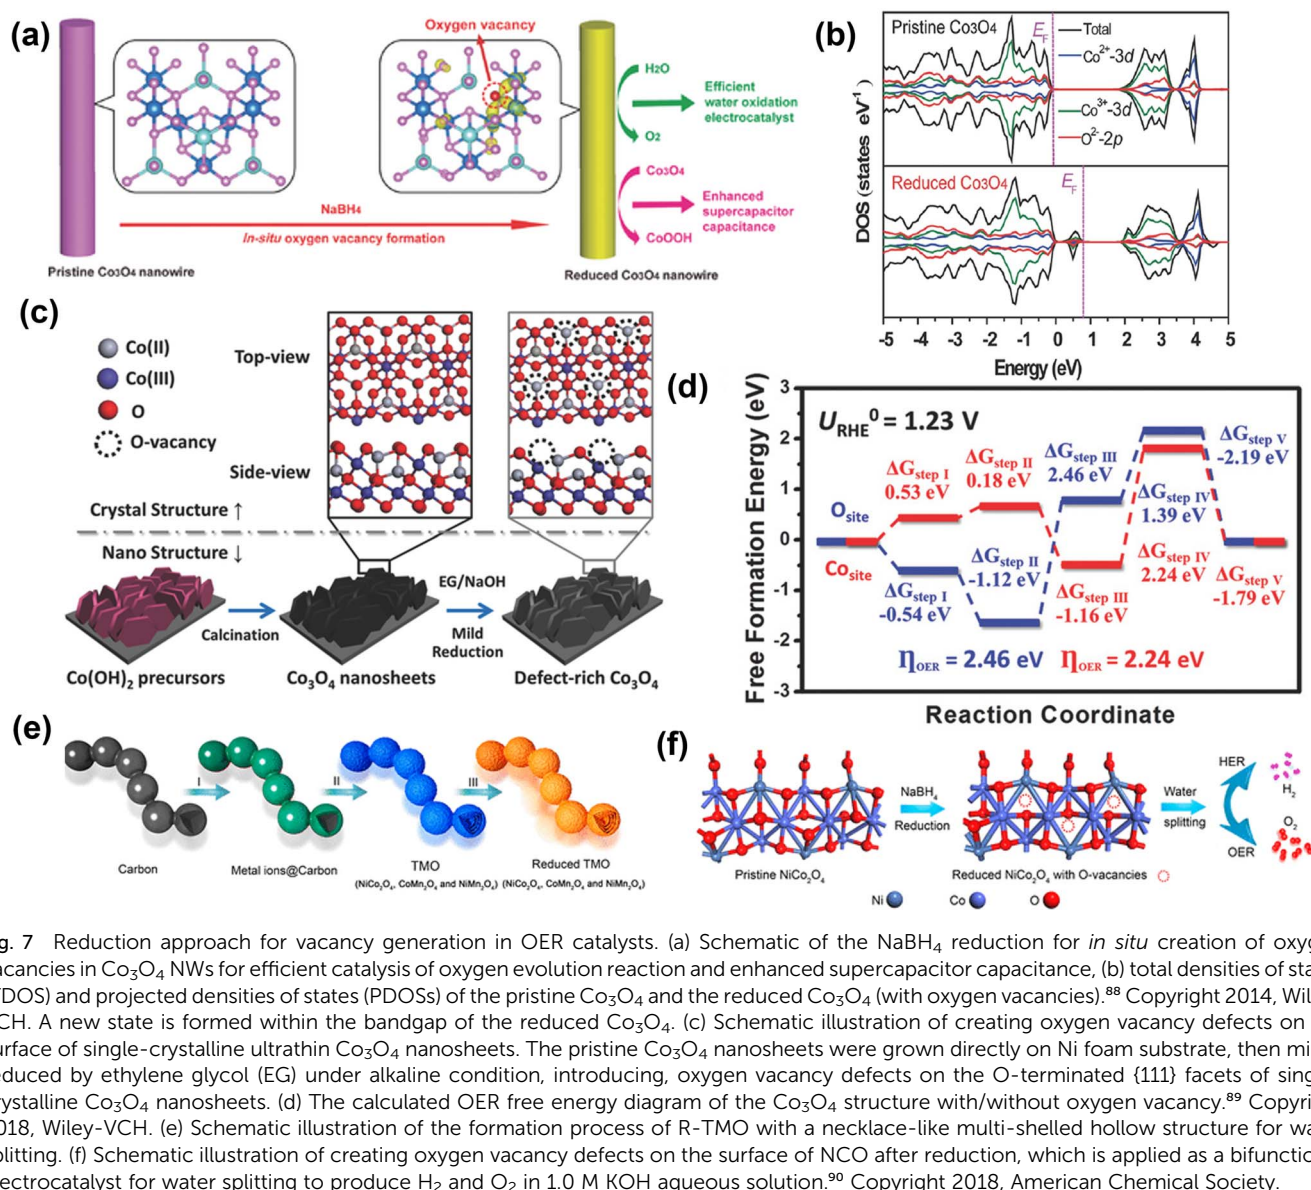 (a)
Oxygen vacancy
H2O
Efficient
water oxidation
electrocatalyst
O2
Co3O4
Enhanced
supercapacitor
capacitance
CoOOH
NaBH4
In-situ oxygen vacancy formation
Pristine Co3O4 nanowire
Reduced Co3O4 nanowire
(b)
Pristine Co3O4
EF
Total
Co2+-3d
Co3+-3d
O2--2p
Reduced Co3O4
EF
DOS (states eV-1)
-5 -4 -3 -2 -1 0 1 2 3 4 5
Energy (eV)
(c)
Co(II)
Co(III)
O
O-vacancy
Top-view
Side-view
Crystal Structure ↑
Nano Structure ↓
Calcination
EG/NaOH
Mild
Reduction
Co(OH)2 precursors
Co3O4 nanosheets
Defect-rich Co3O4
(d)
Free Formation Energy (eV)
3
2
1
0
-1
-2
-3
URHE0 = 1.23 V
ΔGstep I
0.53 eV
ΔGstep II
0.18 eV
ΔGstep III
2.46 eV
ΔGstep V
-2.19 eV
Osite
ΔGstep IV
1.39 eV
Cosite
ΔGstep I
-0.54 eV
ΔGstep II
-1.12 eV
ΔGstep III
-1.16 eV
ΔGstep IV
2.24 eV
ΔGstep V
-1.79 eV
ηOER = 2.46 eV
ηOER = 2.24 eV
Reaction Coordinate
(e)
I
II
III
Carbon
Metal ions@Carbon
TMO
(NiCo2O4, CoMn2O4 and NiMn2O4)
Reduced TMO
(NiCo2O4, CoMn2O4 and NiMn2O4)
(f)
NaBH4
Reduction
Water
splitting
HER
H2
O2
OER
Pristine NiCo2O4
Reduced NiCo2O4 with O-vacancies
Ni
Co
O
g. 7 Reduction approach for vacancy generation in OER catalysts. (a) Schematic of the NaBH4 reduction for in situ creation of oxyg
acancies in Co3O4 NWs for efficient catalysis of oxygen evolution reaction and enhanced supercapacitor capacitance, (b) total densities of stat
TDOS) and projected densities of states (PDOSs) of the pristine Co3O4 and the reduced Co3O4 (with oxygen vacancies).88 Copyright 2014, Wil
CH. A new state is formed within the bandgap of the reduced Co3O4. (c) Schematic illustration of creating oxygen vacancy defects on
urface of single-crystalline ultrathin Co3O4 nanosheets. The pristine Co3O4 nanosheets were grown directly on Ni foam substrate, then mi
educed by ethylene glycol (EG) under alkaline condition, introducing, oxygen vacancy defects on the O-terminated {111} facets of sing
rystalline Co3O4 nanosheets. (d) The calculated OER free energy diagram of the Co3O4 structure with/without oxygen vacancy.89 Copyri
018, Wiley-VCH. (e) Schematic illustration of the formation process of R-TMO with a necklace-like multi-shelled hollow structure for wa
plitting. (f) Schematic illustration of creating oxygen vacancy defects on the surface of NCO after reduction, which is applied as a bifunction
ectrocatalyst for water splitting to produce H2 and O2 in 1.0 M KOH aqueous solution.90 Copyright 2018, American Chemical Society.